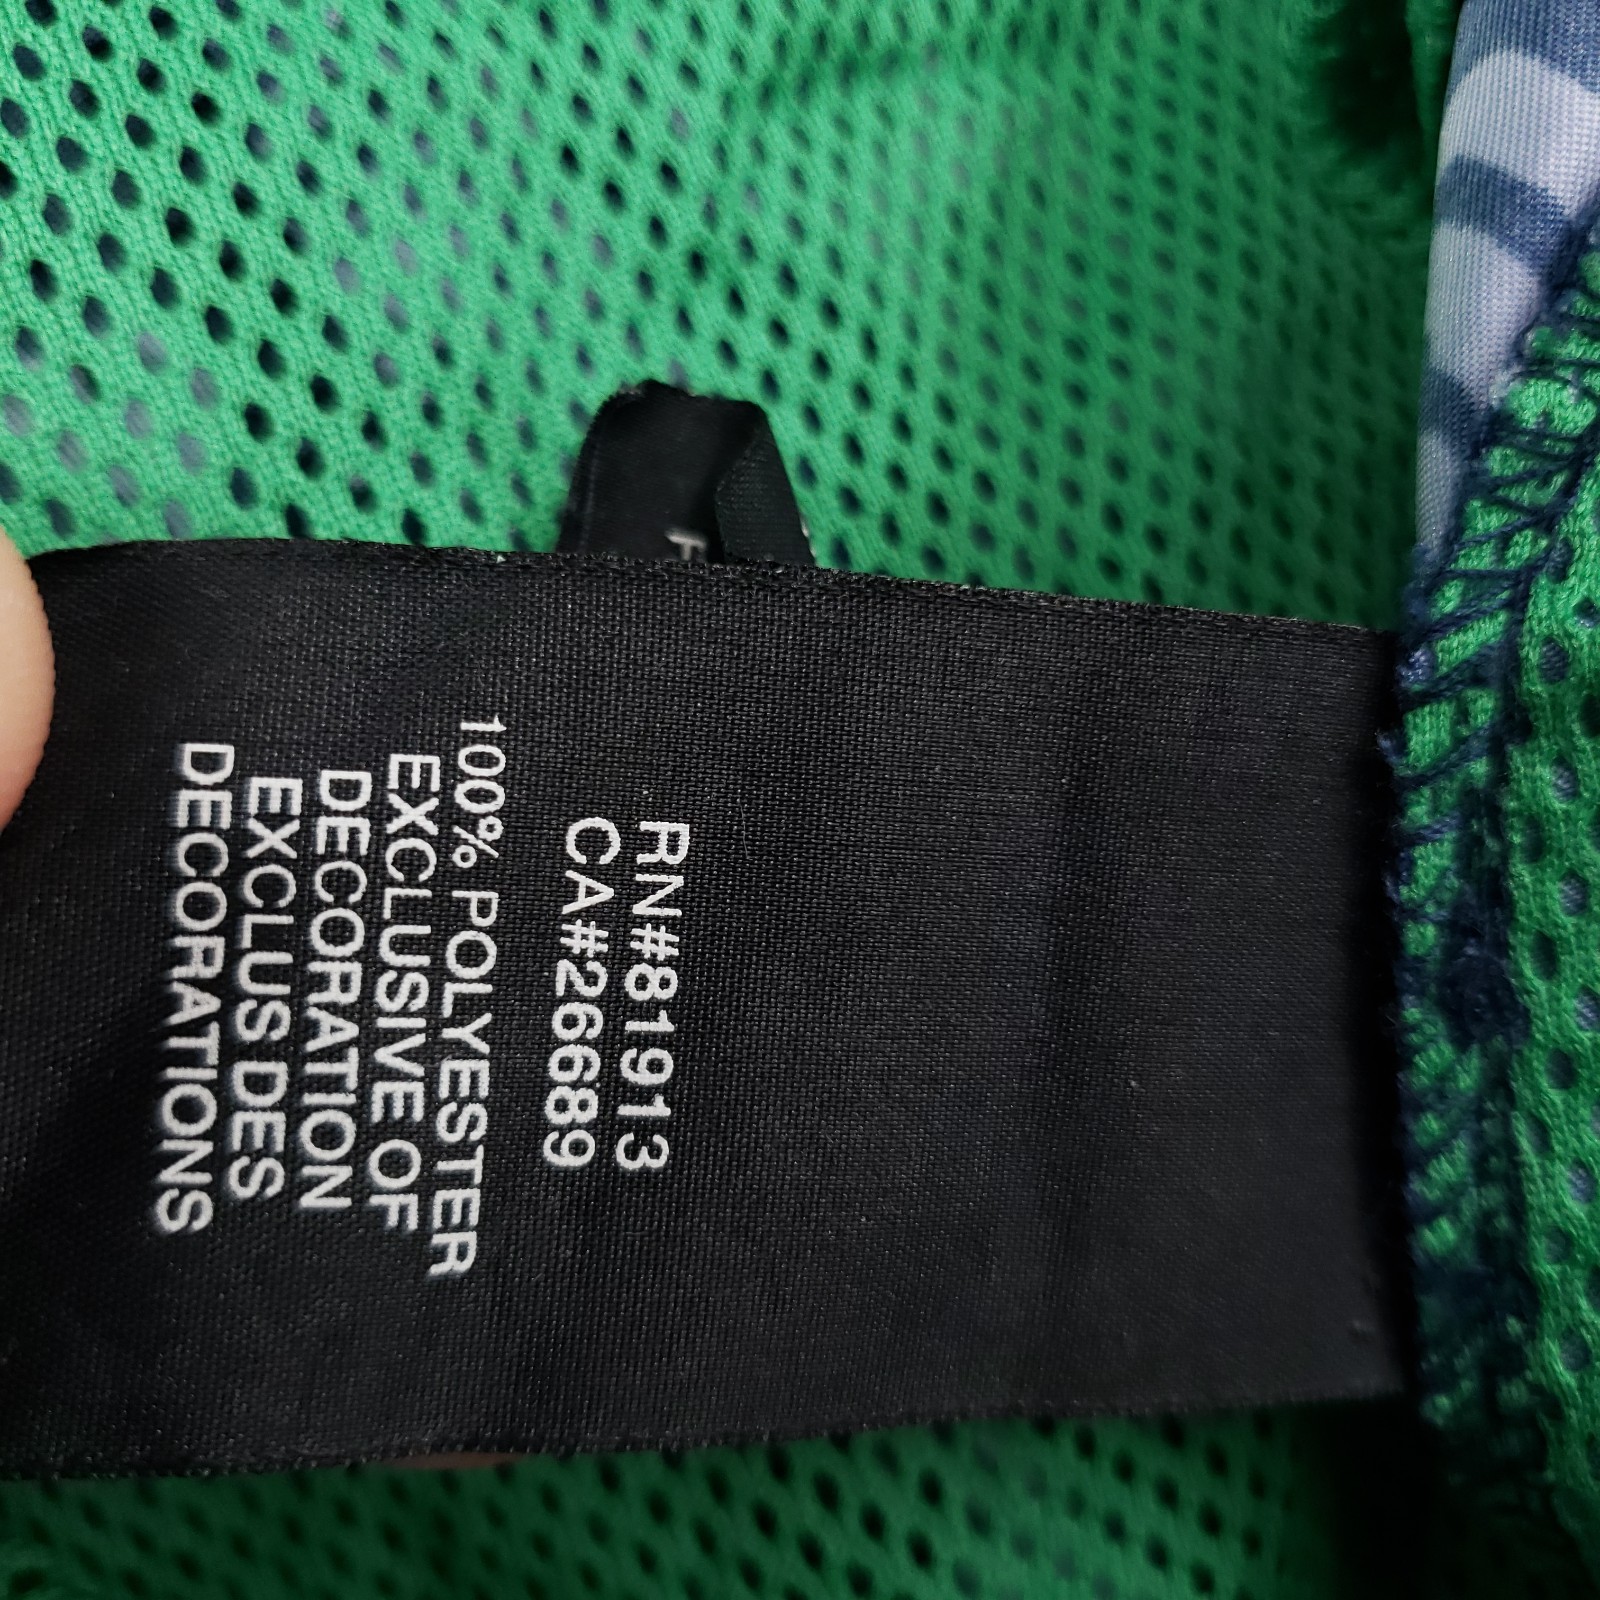 RN#81913
CA#26689
100% POLYESTER
EXCLUSIVE OF
DECORATION
EXCLUS DES
DECORATIONS